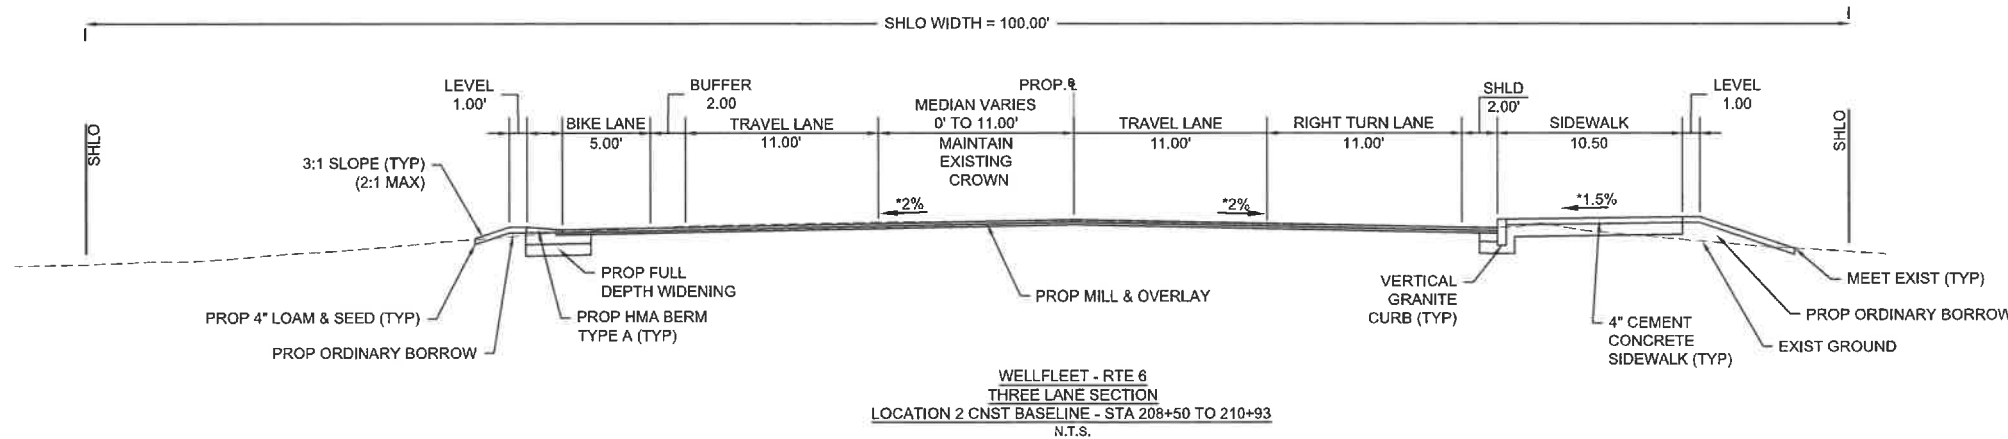 SHLO WIDTH = 100.00'
LEVEL
1.00'
BUFFER
2.00
PROP. ℄
MEDIAN VARIES
0' TO 11.00'
MAINTAIN
EXISTING
CROWN
SHLD
2.00'
LEVEL
1.00
SHLO
BIKE LANE
5.00'
TRAVEL LANE
11.00'
TRAVEL LANE
11.00'
RIGHT TURN LANE
11.00'
SIDEWALK
10.50
SHLO
3:1 SLOPE (TYP)
(2:1 MAX)
*2%
*2%
*1.5%
PROP FULL
DEPTH WIDENING
PROP 4" LOAM & SEED (TYP)
PROP HMA BERM
TYPE A (TYP)
PROP ORDINARY BORROW
PROP MILL & OVERLAY
VERTICAL
GRANITE
CURB (TYP)
4" CEMENT
CONCRETE
SIDEWALK (TYP)
MEET EXIST (TYP)
PROP ORDINARY BORROW
EXIST GROUND
WELLFLEET - RTE 6
THREE LANE SECTION
LOCATION 2 CNST BASELINE - STA 208+50 TO 210+93
N.T.S.